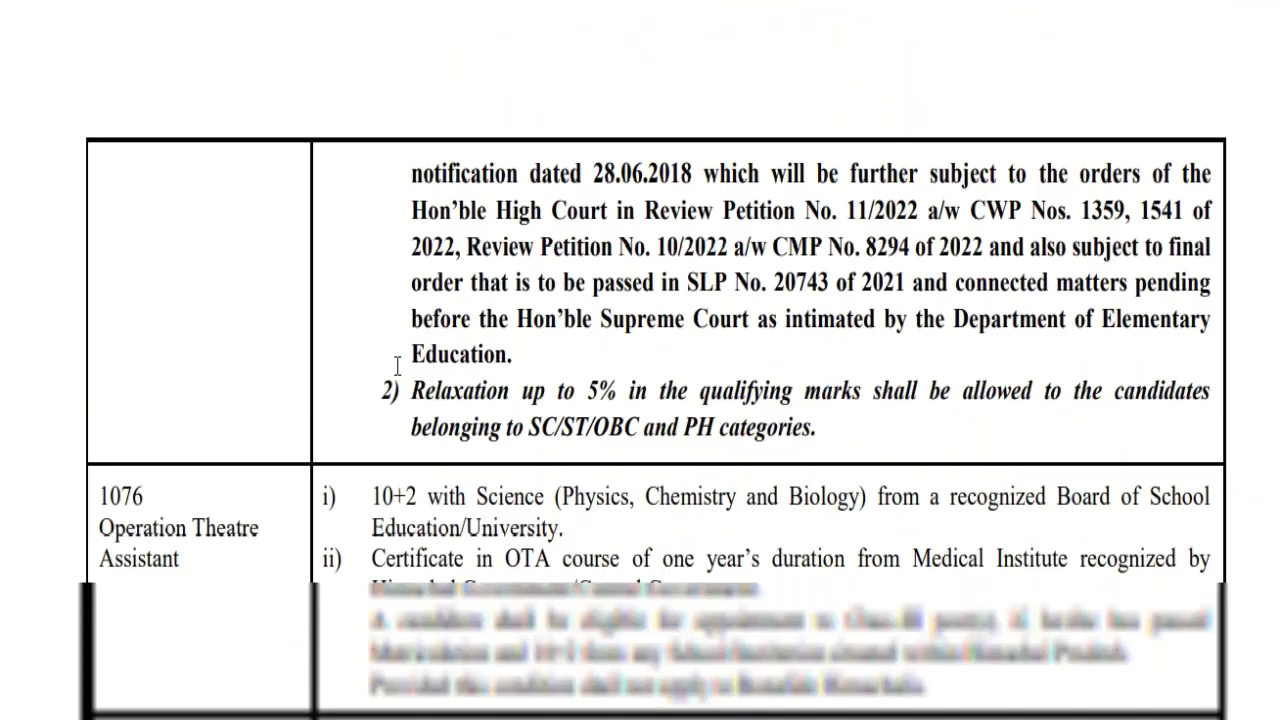 notification dated 28.06.2018 which will be further subject to the orders of the
Hon’ble High Court in Review Petition No. 11/2022 a/w CWP Nos. 1359, 1541 of
2022, Review Petition No. 10/2022 a/w CMP No. 8294 of 2022 and also subject to final
order that is to be passed in SLP No. 20743 of 2021 and connected matters pending
before the Hon’ble Supreme Court as intimated by the Department of Elementary
Education.
2) Relaxation up to 5% in the qualifying marks shall be allowed to the candidates
belonging to SC/ST/OBC and PH categories.
1076
Operation Theatre
Assistant
i) 10+2 with Science (Physics, Chemistry and Biology) from a recognized Board of School
Education/University.
ii) Certificate in OTA course of one year’s duration from Medical Institute recognized by